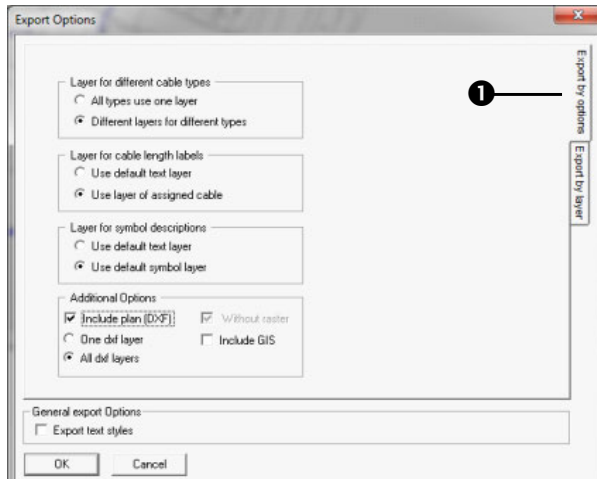 Export Options
Layer for different cable types
All types use one layer
Different layers for different types
Layer for cable length labels
Use default text layer
Use layer of assigned cable
Layer for symbol descriptions
Use default text layer
Use default symbol layer
Additional Options
Include plan (DXF)
Without raster
One dxf layer
Include GIS
All dxf layers
General export Options
Export text styles
OK
Cancel
1
Export by options
Export by layer